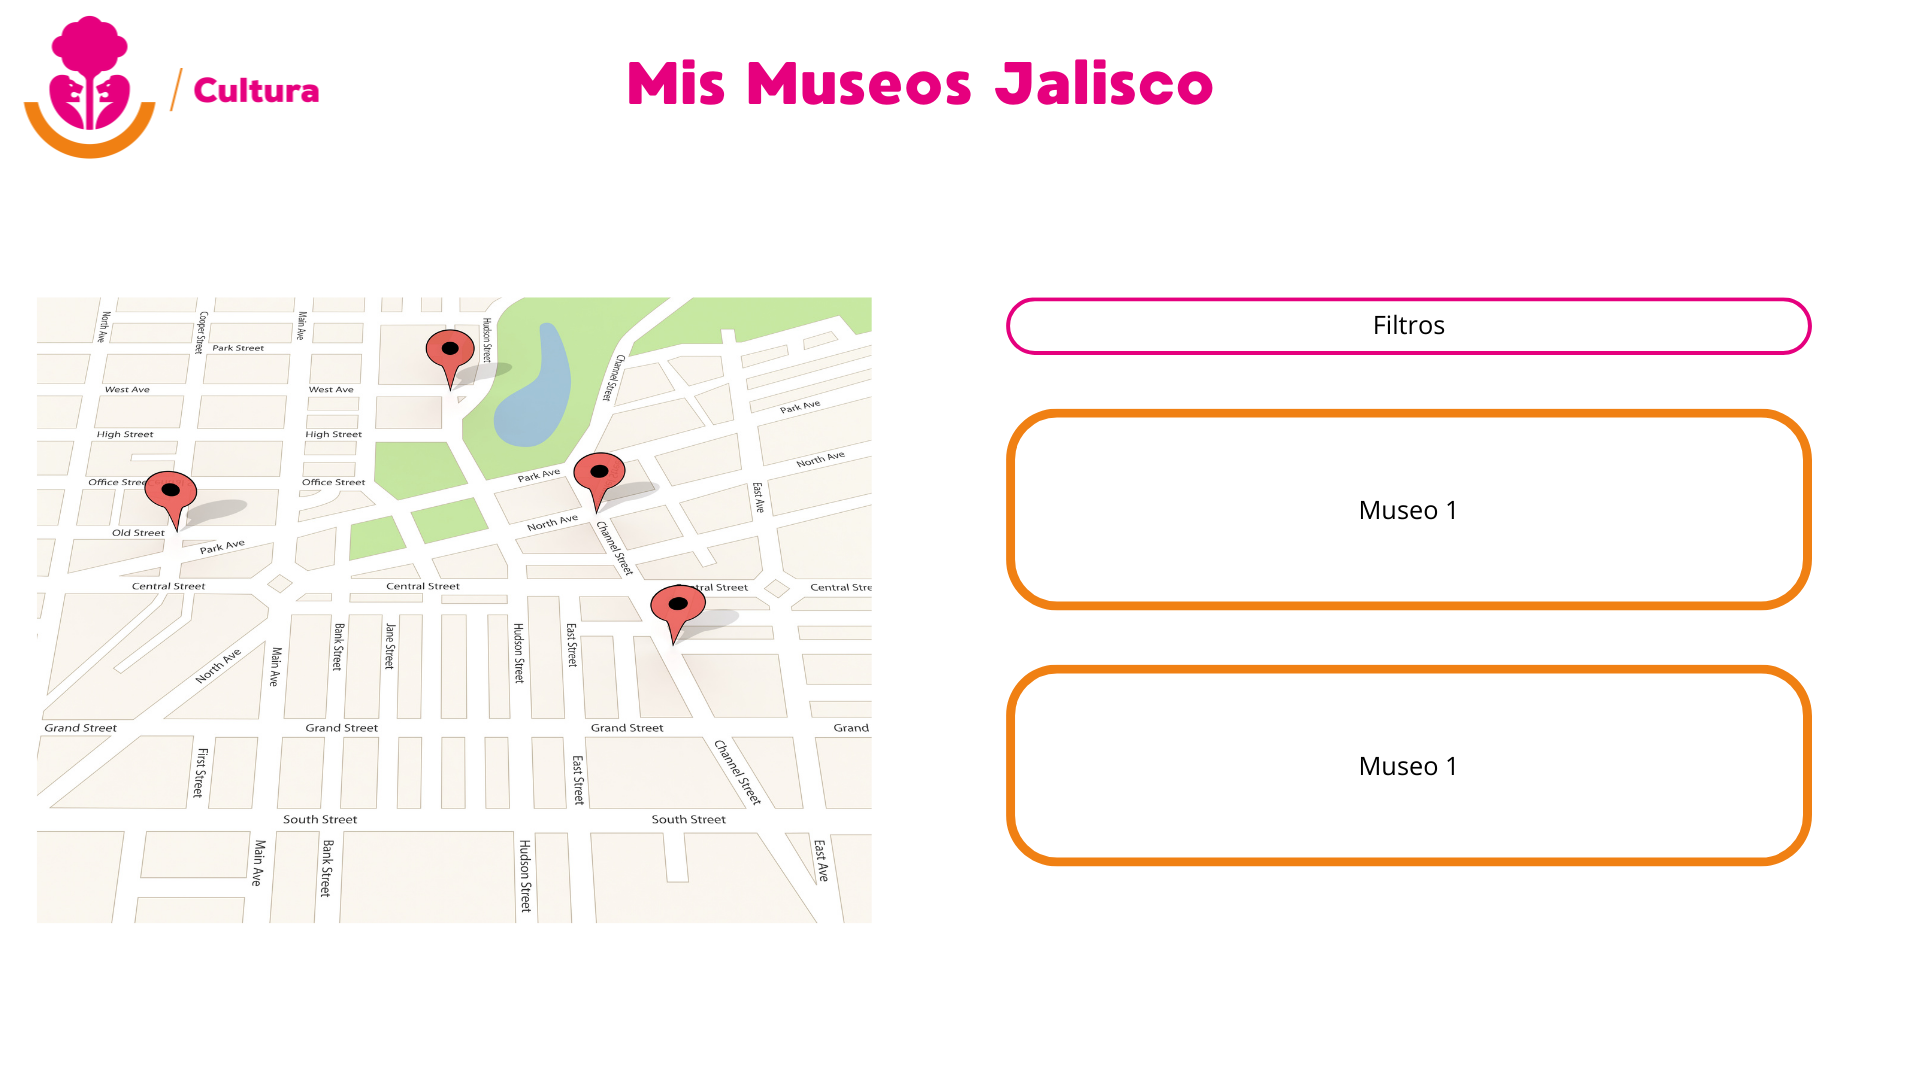 / Cultura
Mis Museos Jalisco
North Ave
Cooper Street
Main Ave
Hudson Street
Park Street
Channel Street
West Ave
West Ave
Park Ave
High Street
High Street
North Ave
Park Ave
Office Stree
Office Street
East Ave
North Ave
Old Street
Park Ave
Channel Street
Central Street
Central Street
tral Street
Central Stre
Bank Street
Jane Street
Hudson Street
East Street
North Ave
Main Ave
Grand Street
Grand Street
Grand Street
Grand
First Street
East Street
Channel Street
South Street
South Street
Main Ave
Bank Street
Hudson Street
East Ave
Filtros
Museo 1
Museo 1